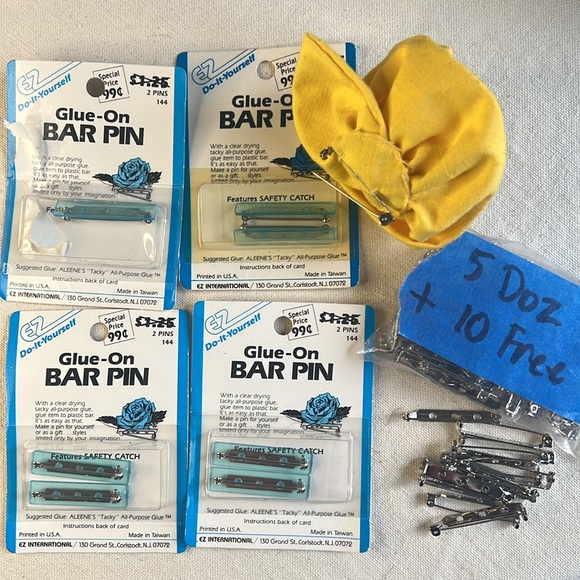 EZ
Do-It-Yourself
Special
Price
99¢
$1.25
2 PINS
144
Glue-On
BAR PIN
With a clear drying
tacky all-purpose glue,
glue item to plastic bar.
It's as easy as that.
Make a pin for yourself
or as a gift . . . styles
limited only by your imagination.
Suggested Glue: ALEENE'S "Tacky" All-Purpose Glue™
Instructions back of card
Printed in U.S.A.
Made in Taiwan
EZ INTERNATIONAL / 130 Grand St., Carlstadt, N.J. 07072
EZ
Do-It-Yourself
Special
Price
99¢
Glue-On
BAR PIN
With a clear drying
tacky all-purpose glue,
glue item to plastic bar.
It's as easy as that.
Make a pin for yourself
or as a gift . . . styles
limited only by your imagination.
Features SAFETY CATCH
Suggested Glue: ALEENE'S "Tacky" All-Purpose Glue™
Instructions back of card
Printed in U.S.A.
Made in Taiwan
EZ INTERNATIONAL / 130 Grand St., Carlstadt, N.J. 07072
5 Doz
+ 10 Free
EZ
Do-It-Yourself
Special
Price
99¢
$1.25
2 PINS
144
Glue-On
BAR PIN
With a clear drying
tacky all-purpose glue,
glue item to plastic bar.
It's as easy as that.
Make a pin for yourself
or as a gift . . . styles
limited only by your imagination.
Features SAFETY CATCH
Suggested Glue: ALEENE'S "Tacky" All-Purpose Glue™
Instructions back of card
Printed in U.S.A.
Made in Taiwan
EZ INTERNATIONAL / 130 Grand St., Carlstadt, N.J. 07072
EZ
Do-It-Yourself
Special
Price
99¢
$1.25
2 PINS
144
Glue-On
BAR PIN
With a clear drying
tacky all-purpose glue,
glue item to plastic bar.
It's as easy as that.
Make a pin for yourself
or as a gift . . . styles
limited only by your imagination.
Features SAFETY CATCH
Suggested Glue: ALEENE'S "Tacky" All-Purpose Glue™
Instructions back of card
Printed in U.S.A.
Made in Taiwan
EZ INTERNATIONAL / 130 Grand St., Carlstadt, N.J. 07072